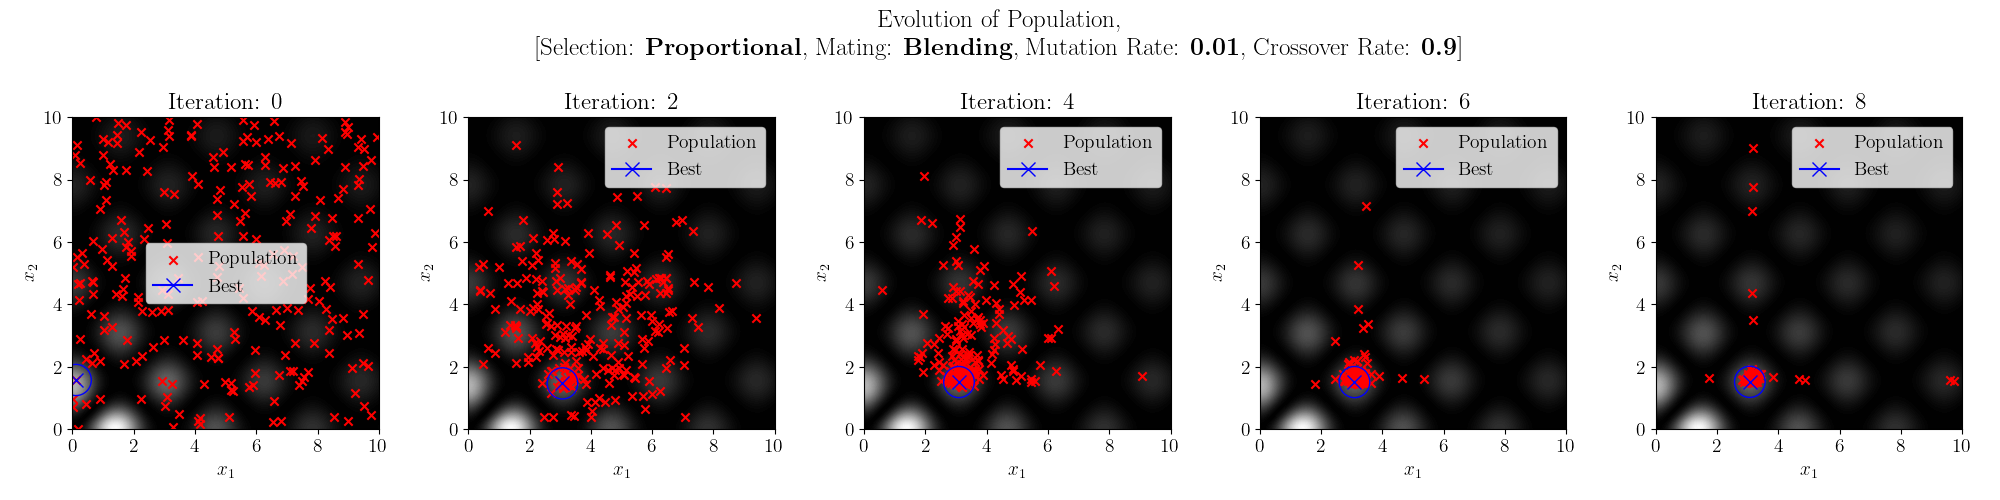 Evolution of Population,
[Selection: Proportional, Mating: Blending, Mutation Rate: 0.01, Crossover Rate: 0.9]
Iteration: 0
10
8
6
4
2
0
x2
Population
Best
0 2 4 6 8 10
x1
Iteration: 2
10
8
6
4
2
0
x2
Population
Best
0 2 4 6 8 10
x1
Iteration: 4
10
8
6
4
2
0
x2
Population
Best
0 2 4 6 8 10
x1
Iteration: 6
10
8
6
4
2
0
x2
Population
Best
0 2 4 6 8 10
x1
Iteration: 8
10
8
6
4
2
0
x2
Population
Best
0 2 4 6 8 10
x1